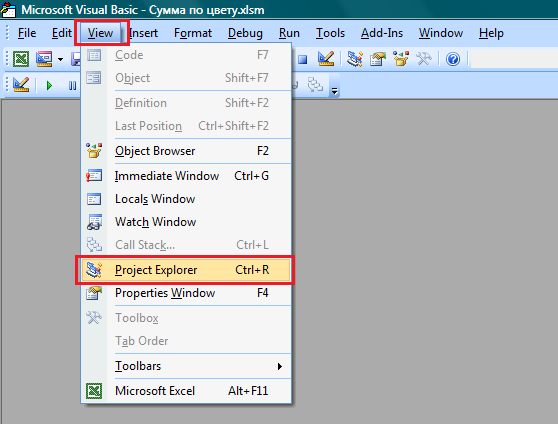 Microsoft Visual Basic - Сумма по цвету.xlsm
File Edit View Insert Format Debug Run Tools Add-Ins Window Help
Code F7
Object Shift+F7
Definition Shift+F2
Last Position Ctrl+Shift+F2
Object Browser F2
Immediate Window Ctrl+G
Locals Window
Watch Window
Call Stack... Ctrl+L
Project Explorer Ctrl+R
Properties Window F4
Toolbox
Tab Order
Toolbars
Microsoft Excel Alt+F11